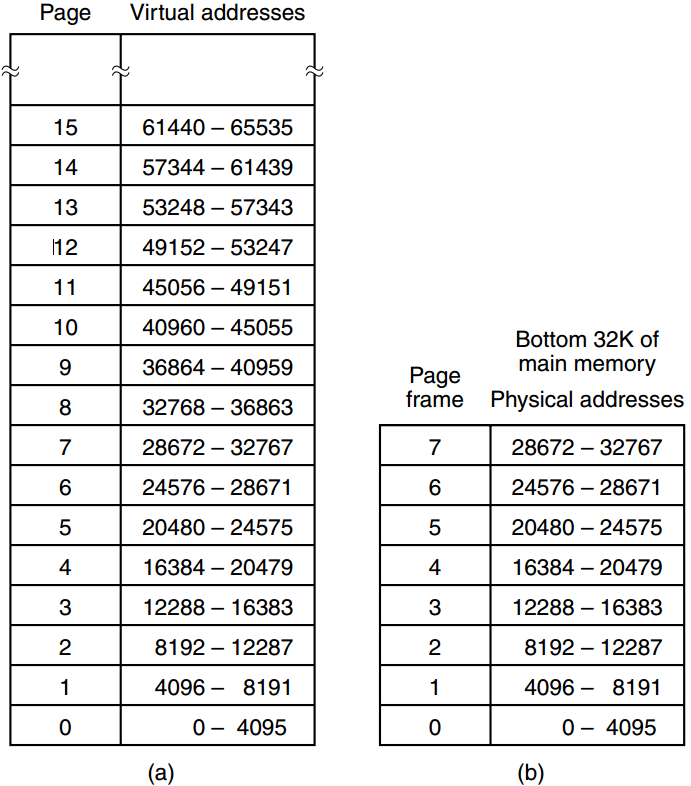 Page Virtual addresses
15 61440 – 65535
14 57344 – 61439
13 53248 – 57343
12 49152 – 53247
11 45056 – 49151
10 40960 – 45055
9 36864 – 40959
8 32768 – 36863
7 28672 – 32767
6 24576 – 28671
5 20480 – 24575
4 16384 – 20479
3 12288 – 16383
2 8192 – 12287
1 4096 – 8191
0 0 – 4095
(a)
Bottom 32K of
main memory
Page
frame
Physical addresses
7 28672 – 32767
6 24576 – 28671
5 20480 – 24575
4 16384 – 20479
3 12288 – 16383
2 8192 – 12287
1 4096 – 8191
0 0 – 4095
(b)